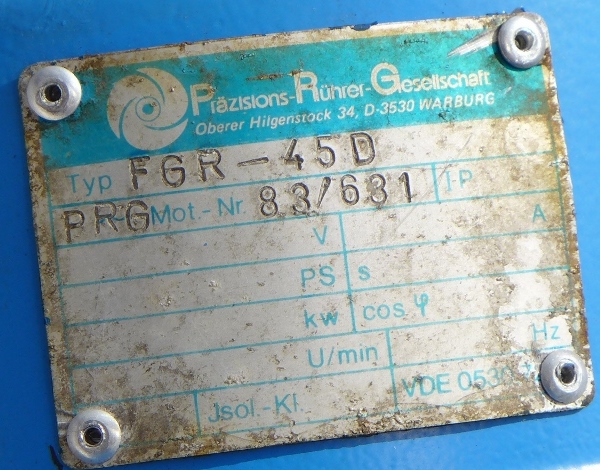 Präzisions-Rührer-Gesellschaft
Oberer Hilgenstock 34, D-3530 WARBURG
Typ FGR-45D
PRG Mot.-Nr. 83/631 I-P
V A
PS s
kw cos φ
U/min Hz
Jsol.-Kl. VDE 0530